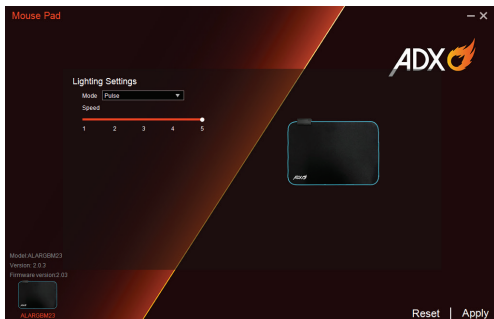 Mouse Pad
ADX
Lighting Settings
Mode Pulse
Speed
1 2 3 4 5
ADX
Model:ALARGBM23
Version: 2.0.3
Firmware version:2.03
ALARGBM23
Reset | Apply